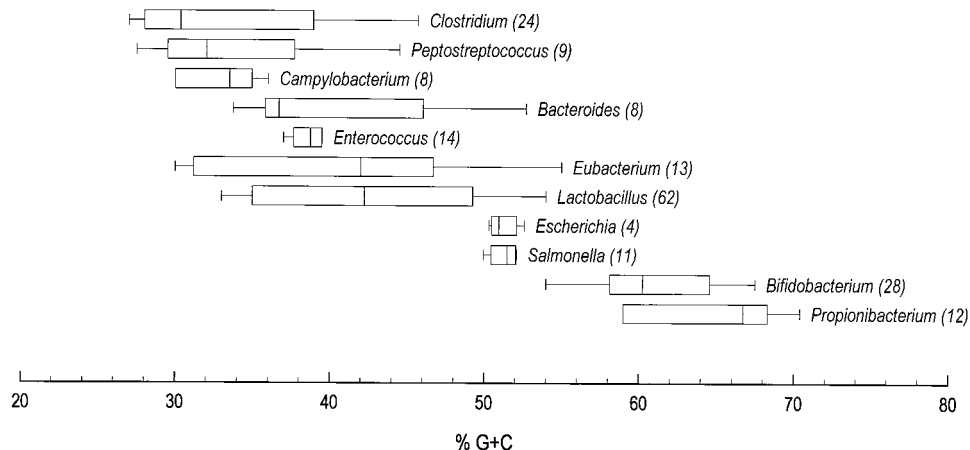 Clostridium (24)
Peptostreptococcus (9)
Campylobacterium (8)
Bacteroides (8)
Enterococcus (14)
Eubacterium (13)
Lactobacillus (62)
Escherichia (4)
Salmonella (11)
Bifidobacterium (28)
Propionibacterium (12)
20 30 40 50 60 70 80
% G+C